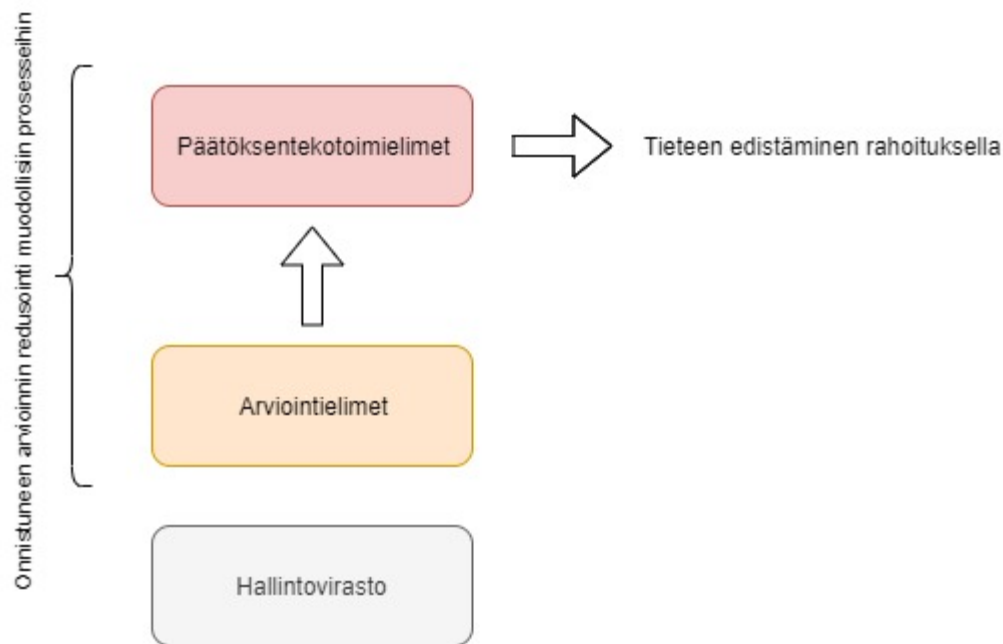 Onnistuneen arvioinnin redusointi muodollisiin prosesseihin
Päätöksentekotoimielimet
Tieteen edistäminen rahoituksella
Arviointielimet
Hallintovirasto